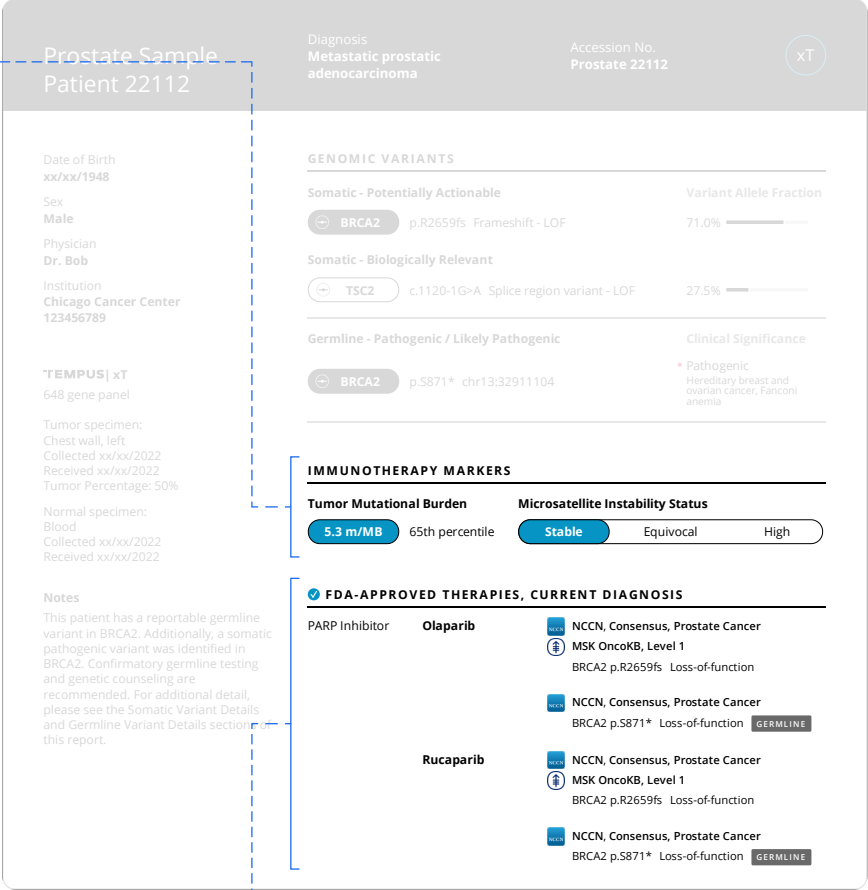 Prostate Sample
Patient 22112
Diagnosis
Metastatic prostatic
adenocarcinoma
Accession No.
Prostate 22112
xT
Date of Birth
xx/xx/1948
Sex
Male
Physician
Dr. Bob
Institution
Chicago Cancer Center
123456789
TEMPUS | xT
648 gene panel
Tumor specimen:
Chest wall, left
Collected xx/xx/2022
Received xx/xx/2022
Tumor Percentage: 50%
Normal specimen:
Blood
Collected xx/xx/2022
Received xx/xx/2022
Notes
This patient has a reportable germline
variant in BRCA2. Additionally, a somatic
pathogenic variant was identified in
BRCA2. Confirmatory germline testing
and genetic counseling are
recommended. For additional detail,
please see the Somatic Variant Details
and Germline Variant Details sections of
this report.
GENOMIC VARIANTS
Somatic - Potentially Actionable Variant Allele Fraction
BRCA2 p.R2659fs Frameshift - LOF 71.0%
Somatic - Biologically Relevant
TSC2 c.1120-1G>A Splice region variant - LOF 27.5%
Germline - Pathogenic / Likely Pathogenic Clinical Significance
BRCA2 p.S871* chr13:32911104
* Pathogenic
Hereditary breast and
ovarian cancer, Fanconi
anemia
IMMUNOTHERAPY MARKERS
Tumor Mutational Burden Microsatellite Instability Status
5.3 m/MB 65th percentile Stable Equivocal High
FDA-APPROVED THERAPIES, CURRENT DIAGNOSIS
PARP Inhibitor Olaparib NCCN NCCN, Consensus, Prostate Cancer
MSK OncoKB, Level 1
BRCA2 p.R2659fs Loss-of-function
NCCN NCCN, Consensus, Prostate Cancer
BRCA2 p.S871* Loss-of-function GERMLINE
Rucaparib NCCN NCCN, Consensus, Prostate Cancer
MSK OncoKB, Level 1
BRCA2 p.R2659fs Loss-of-function
NCCN NCCN, Consensus, Prostate Cancer
BRCA2 p.S871* Loss-of-function GERMLINE